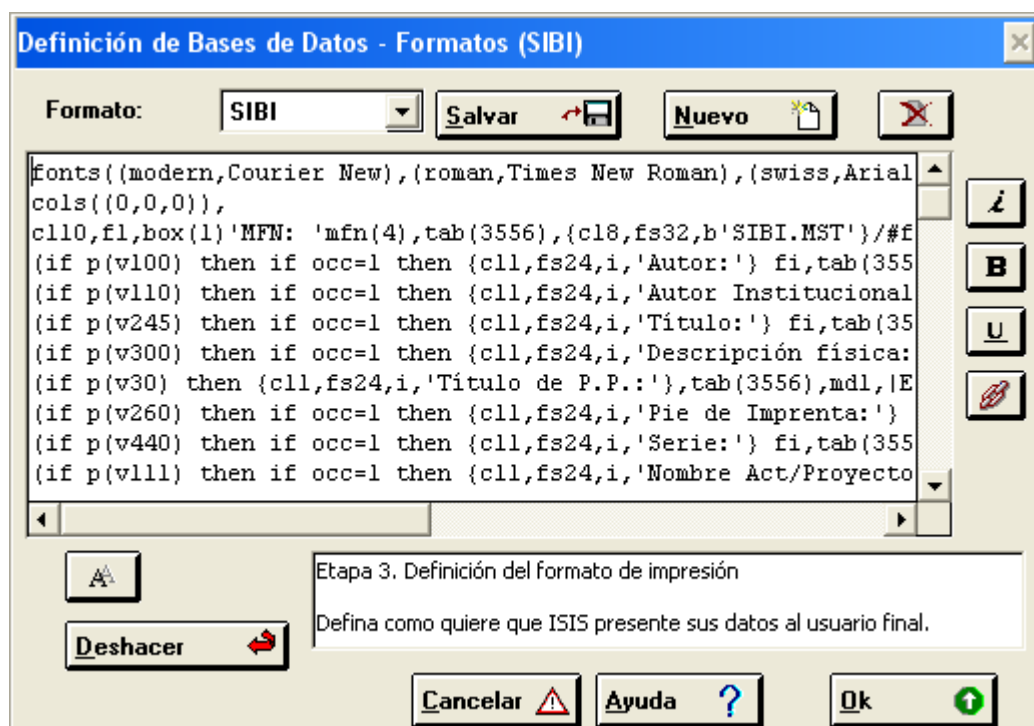 Definición de Bases de Datos - Formatos (SIBI)
Formato: SIBI Salvar Nuevo
fonts((modern,Courier New),(roman,Times New Roman),(swiss,Arial
cols((0,0,0)),
cl10,fl,box(1)'MFN: 'mfn(4),tab(3556),{cl8,fs32,b'SIBI.MST'}/#f
(if p(v100) then if occ=1 then {cl1,fs24,i,'Autor:'} fi,tab(355
(if p(v110) then if occ=1 then {cl1,fs24,i,'Autor Institucional
(if p(v245) then if occ=1 then {cl1,fs24,i,'Título:'} fi,tab(35
(if p(v300) then if occ=1 then {cl1,fs24,i,'Descripción física:
(if p(v30) then {cl1,fs24,i,'Título de P.P.:'},tab(3556),mdl,|E
(if p(v260) then if occ=1 then {cl1,fs24,i,'Pie de Imprenta:'}
(if p(v440) then if occ=1 then {cl1,fs24,i,'Serie:'} fi,tab(355
(if p(v111) then if occ=1 then {cl1,fs24,i,'Nombre Act/Proyecto
i
B
U
AA
Etapa 3. Definición del formato de impresión
Defina como quiere que ISIS presente sus datos al usuario final.
Deshacer
Cancelar Ayuda ? Ok